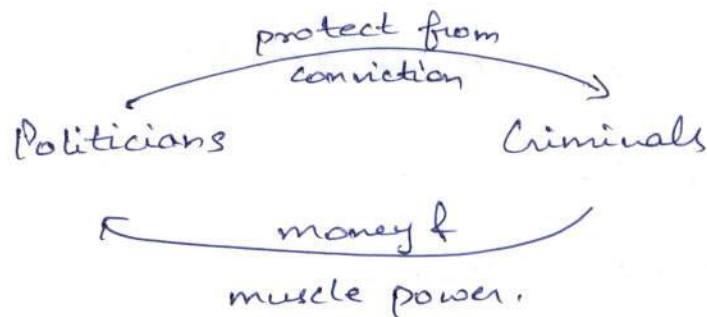 protect from
conviction
Politicians Criminals
money &
muscle power.